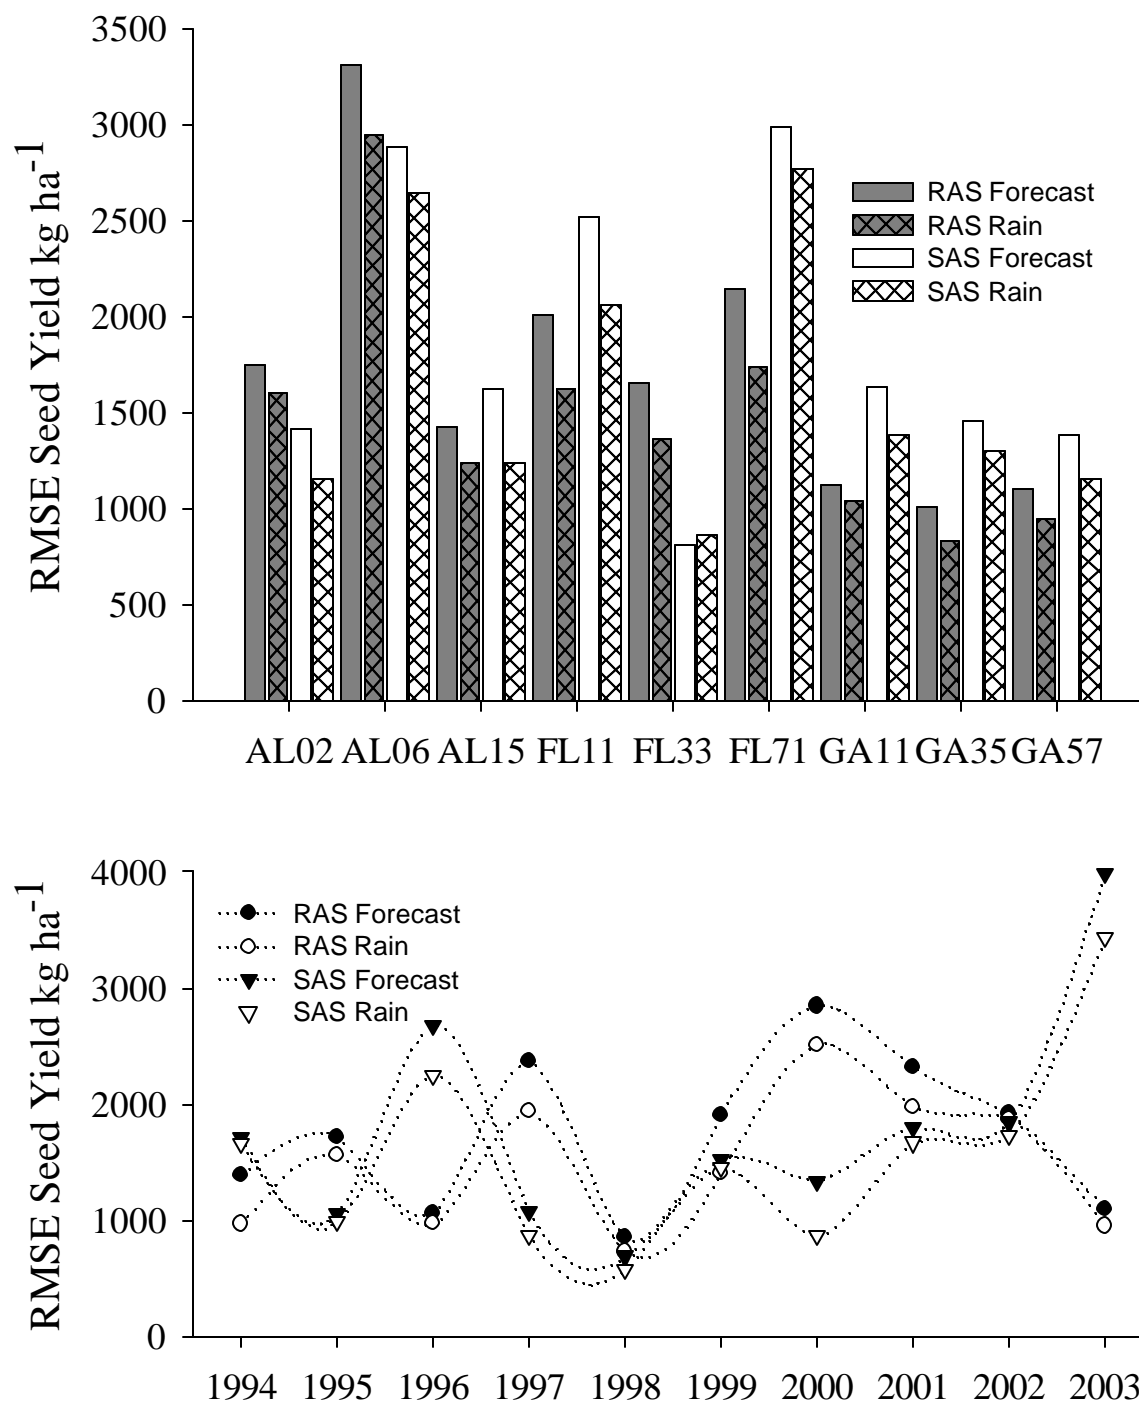 3500
3000
2500
2000
1500
1000
500
0
RMSE Seed Yield kg ha-1
RAS Forecast
RAS Rain
SAS Forecast
SAS Rain
AL02 AL06 AL15 FL11 FL33 FL71 GA11 GA35 GA57
4000
3000
2000
1000
0
RMSE Seed Yield kg ha-1
RAS Forecast
RAS Rain
SAS Forecast
SAS Rain
1994 1995 1996 1997 1998 1999 2000 2001 2002 2003